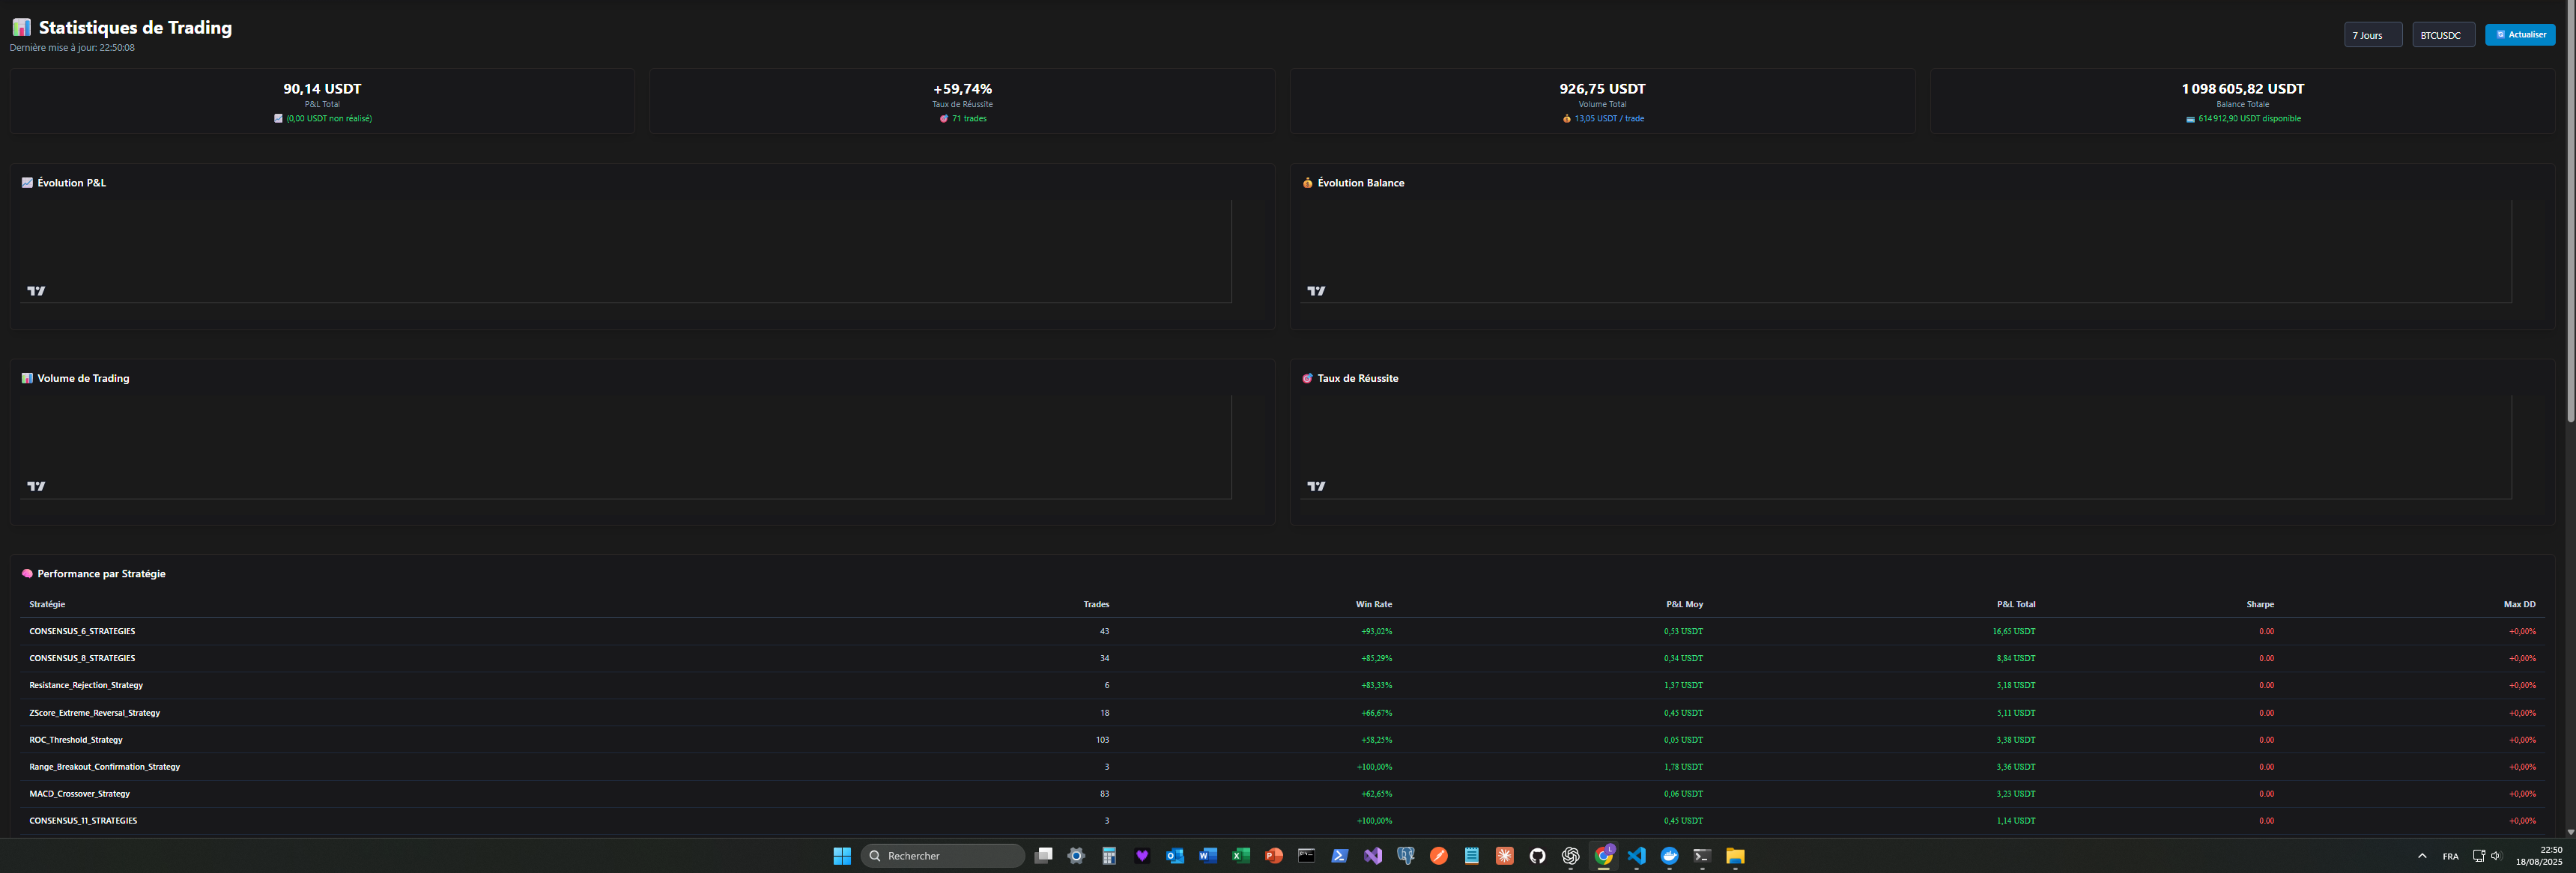 Statistiques de Trading
Dernière mise à jour: 22:50:08
7 Jours
BTCUSDC
Actualiser
90,14 USDT
P&L Total
(0,00 USDT non réalisé)
+59,74%
Taux de Réussite
71 trades
926,75 USDT
Volume Total
13,05 USDT / trade
1 098 605,82 USDT
Balance Totale
614 912,90 USDT disponible
Évolution P&L
Évolution Balance
Volume de Trading
Taux de Réussite
Performance par Stratégie
Stratégie Trades Win Rate P&L Moy P&L Total Sharpe Max DD
CONSENSUS_6_STRATEGIES 43 +93,02% 0,53 USDT 16,65 USDT 0.00 +0,00%
CONSENSUS_8_STRATEGIES 34 +85,29% 0,34 USDT 8,84 USDT 0.00 +0,00%
Resistance_Rejection_Strategy 6 +83,33% 1,37 USDT 5,18 USDT 0.00 +0,00%
ZScore_Extreme_Reversal_Strategy 18 +66,67% 0,45 USDT 5,11 USDT 0.00 +0,00%
ROC_Threshold_Strategy 103 +58,25% 0,05 USDT 3,38 USDT 0.00 +0,00%
Range_Breakout_Confirmation_Strategy 3 +100,00% 1,78 USDT 3,36 USDT 0.00 +0,00%
MACD_Crossover_Strategy 83 +62,65% 0,06 USDT 3,23 USDT 0.00 +0,00%
CONSENSUS_11_STRATEGIES 3 +100,00% 0,45 USDT 1,14 USDT 0.00 +0,00%
Rechercher
FRA
22:50
18/08/2025